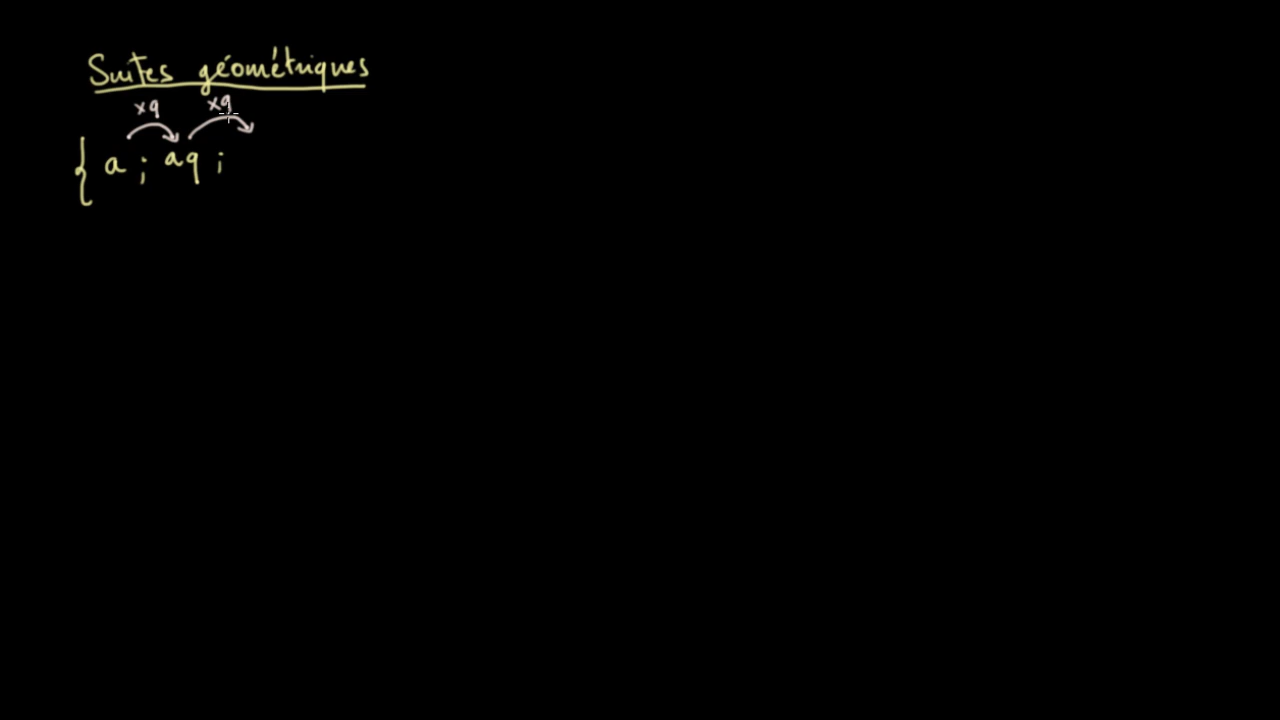 Suites géométriques
×q ×q
{ a ; aq ;